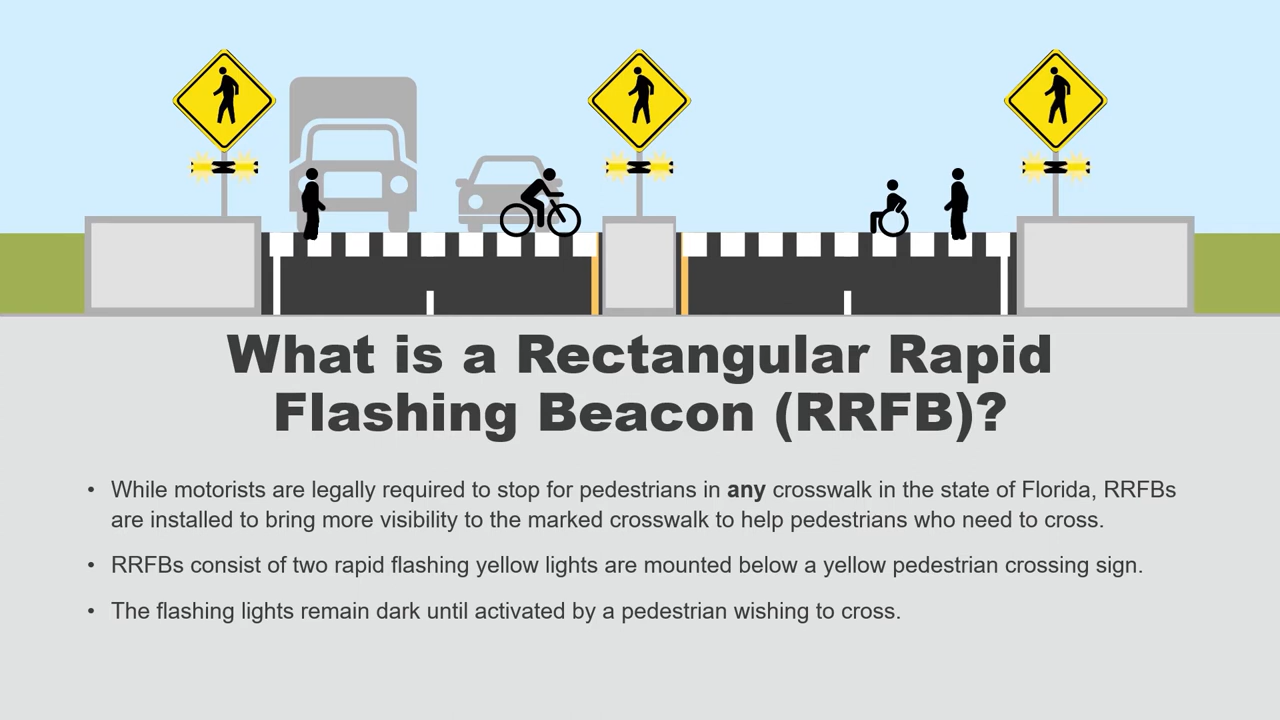 What is a Rectangular Rapid
Flashing Beacon (RRFB)?
• While motorists are legally required to stop for pedestrians in any crosswalk in the state of Florida, RRFBs
are installed to bring more visibility to the marked crosswalk to help pedestrians who need to cross.
• RRFBs consist of two rapid flashing yellow lights are mounted below a yellow pedestrian crossing sign.
• The flashing lights remain dark until activated by a pedestrian wishing to cross.